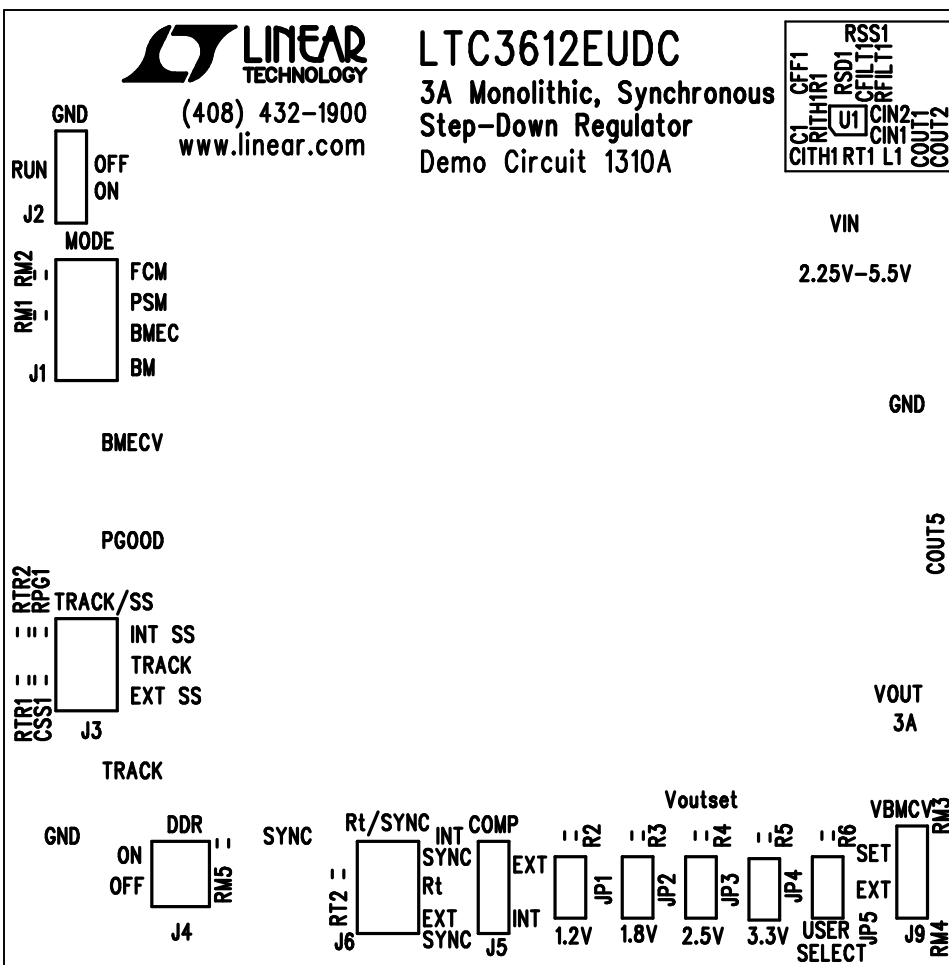 LINEAR
TECHNOLOGY
(408) 432-1900
www.linear.com
LTC3612EUDC
3A Monolithic, Synchronous
Step-Down Regulator
Demo Circuit 1310A
RSS1
CFF1
RSD1
CFILT1
RFILT1
C1
RITH1
R1
U1
CIN2
CIN1
CITH1 RT1 L1
COUT1
COUT2
GND
RUN
OFF
ON
J2
MODE
RM2
RM1
FCM
PSM
BMEC
BM
J1
VIN
2.25V-5.5V
GND
BMECV
PGOOD
COUT5
RTR2
RPG1
TRACK/SS
INT SS
TRACK
EXT SS
RTR1
CSS1
J3
VOUT
3A
TRACK
GND
DDR
ON
OFF
RM5
J4
SYNC
Rt/SYNC
INT
SYNC
Rt
EXT
SYNC
RT2
J6
COMP
EXT
INT
J5
Voutset
R2
JP1
1.2V
R3
JP2
1.8V
R4
JP3
2.5V
R5
JP4
3.3V
R6
JP5
USER
SELECT
VBMCV
RM3
SET
EXT
J9
RM4